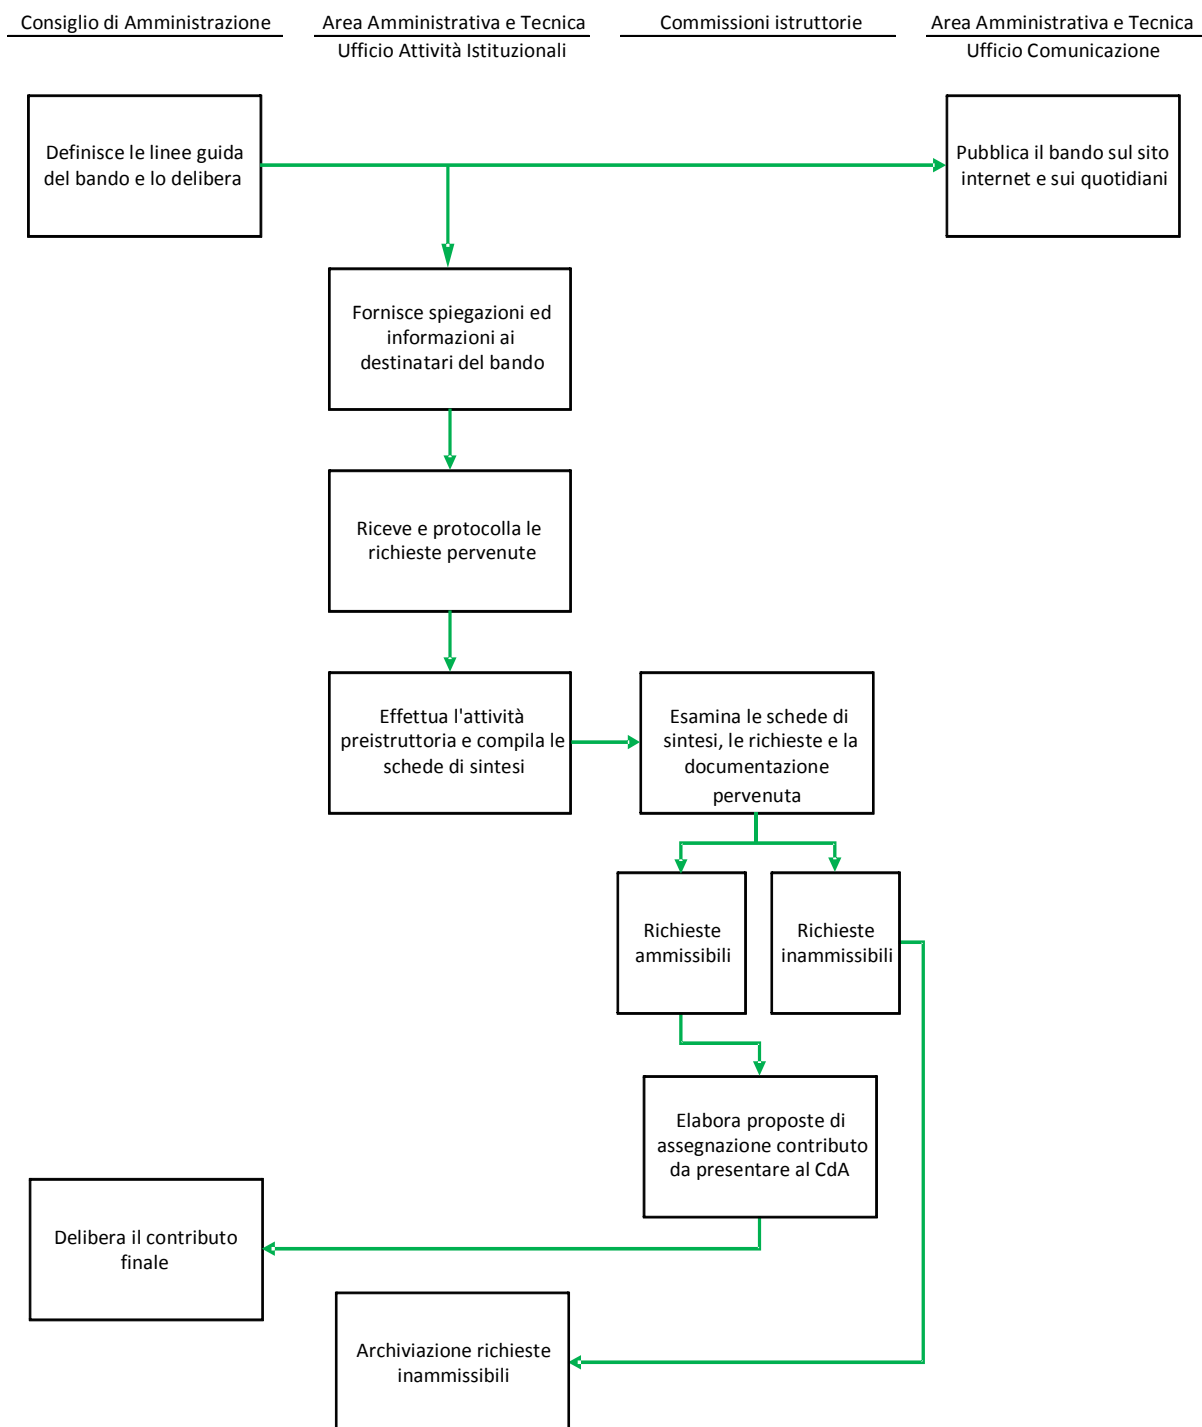 Consiglio di Amministrazione
Area Amministrativa e Tecnica
Ufficio Attività Istituzionali
Commissioni istruttorie
Area Amministrativa e Tecnica
Ufficio Comunicazione
Definisce le linee guida
del bando e lo delibera
Pubblica il bando sul sito
internet e sui quotidiani
Fornisce spiegazioni ed
informazioni ai
destinatari del bando
Riceve e protocolla le
richieste pervenute
Effettua l'attività
preistruttoria e compila le
schede di sintesi
Esamina le schede di
sintesi, le richieste e la
documentazione
pervenuta
Richieste
ammissibili
Richieste
inammissibili
Elabora proposte di
assegnazione contributo
da presentare al CdA
Delibera il contributo
finale
Archiviazione richieste
inammissibili